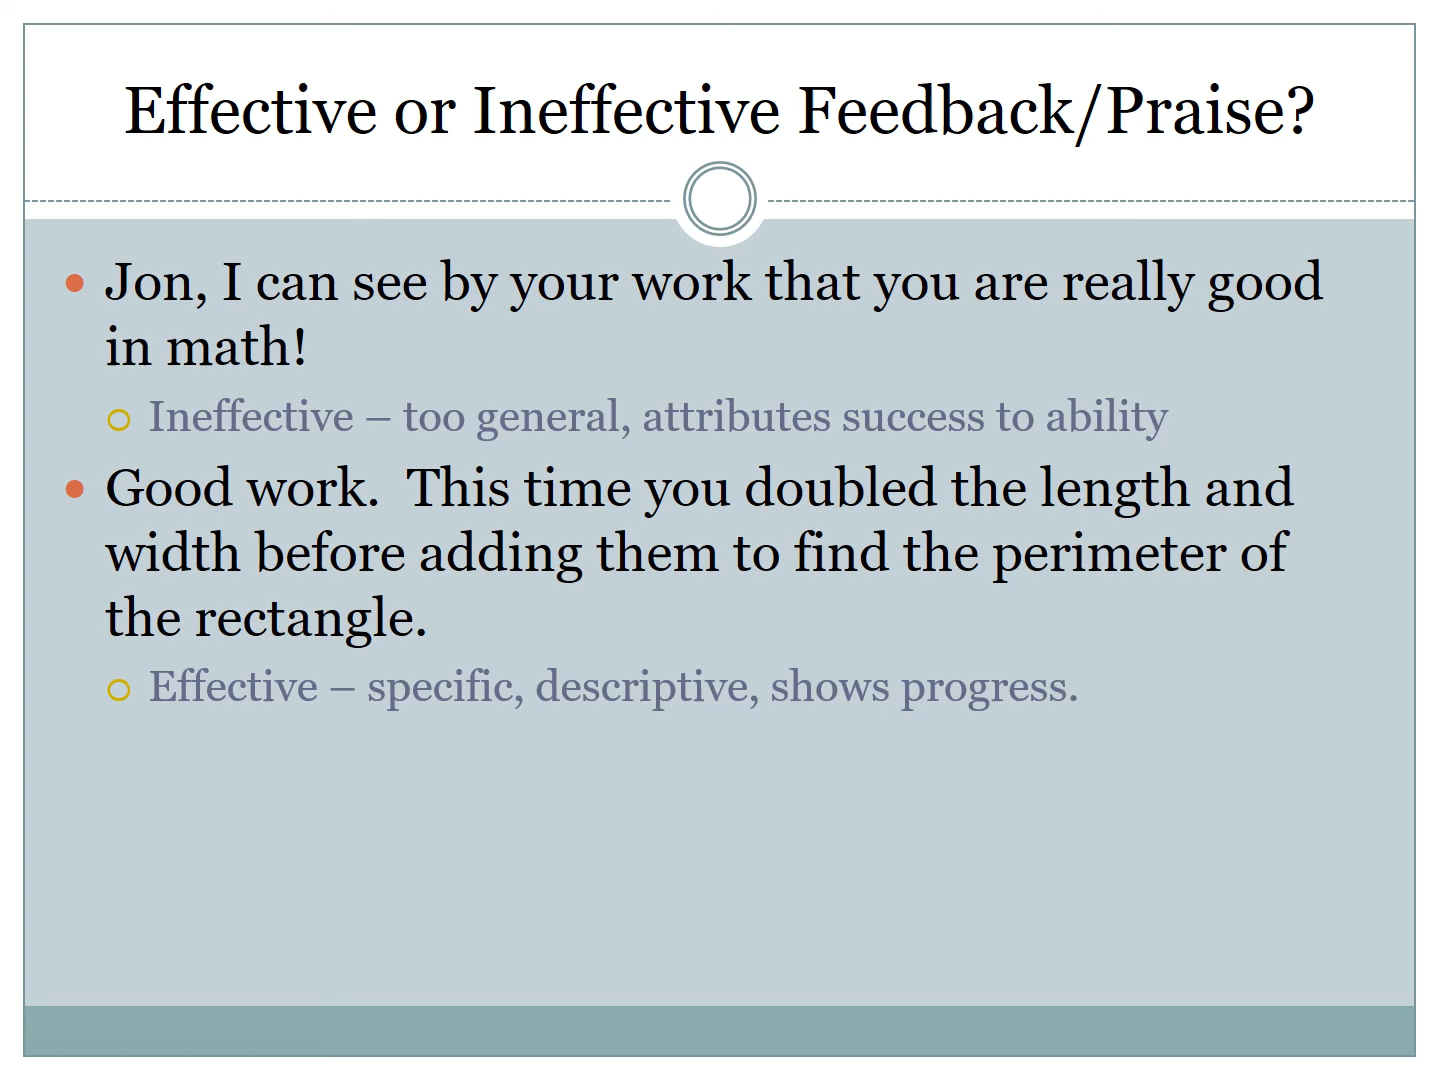 Effective or Ineffective Feedback/Praise?
Jon, I can see by your work that you are really good
in math!
Ineffective – too general, attributes success to ability
Good work.  This time you doubled the length and
width before adding them to find the perimeter of
the rectangle.
Effective – specific, descriptive, shows progress.